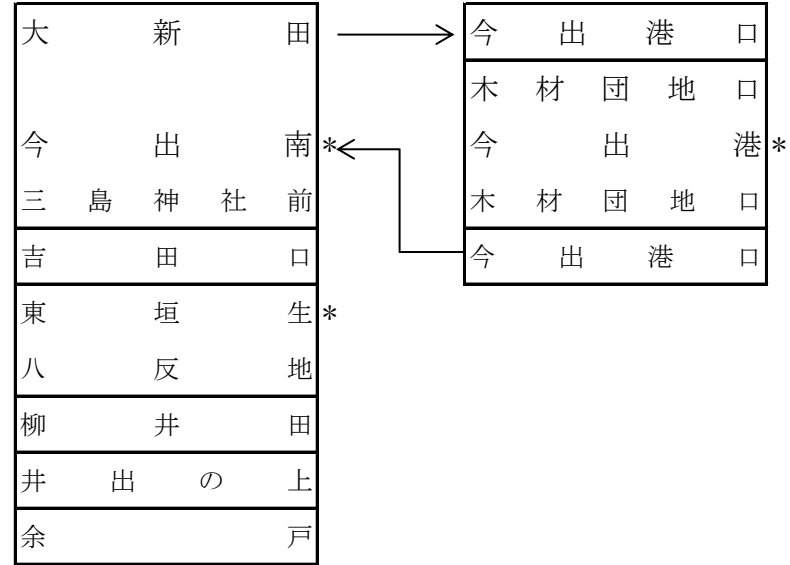 大新田
今出南*
三島神社前
吉田口
東垣生*
八反地
柳井田
井出の上
余戸
今出港口
木材団地口
今出港*
木材団地口
今出港口